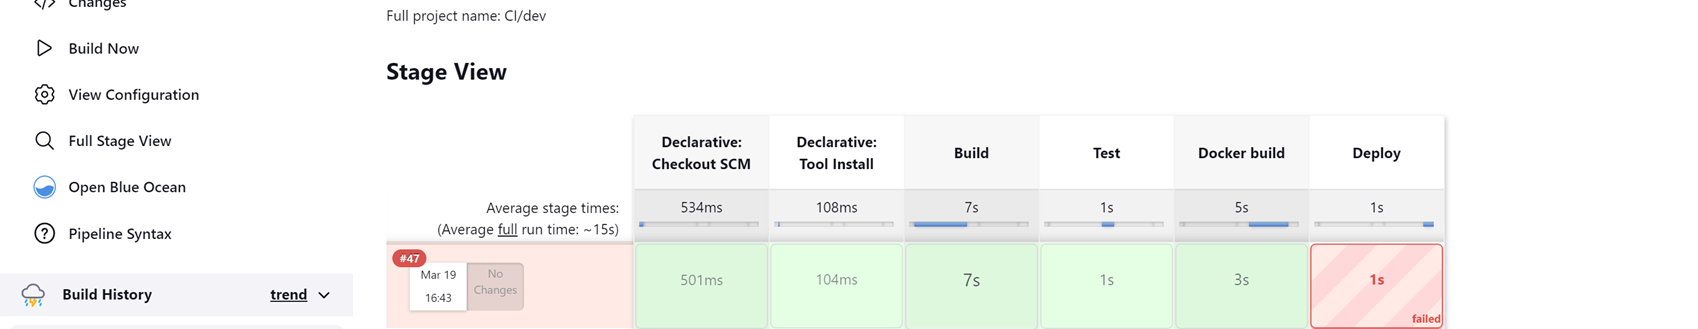 Changes
Build Now
View Configuration
Full Stage View
Open Blue Ocean
Pipeline Syntax
Build History trend
Full project name: CI/dev
Stage View
Declarative: Checkout SCM
Declarative: Tool Install
Build
Test
Docker build
Deploy
Average stage times:
(Average full run time: ~15s)
534ms
108ms
7s
1s
5s
1s
#47
Mar 19
16:43
No
Changes
501ms
104ms
7s
1s
3s
1s
failed